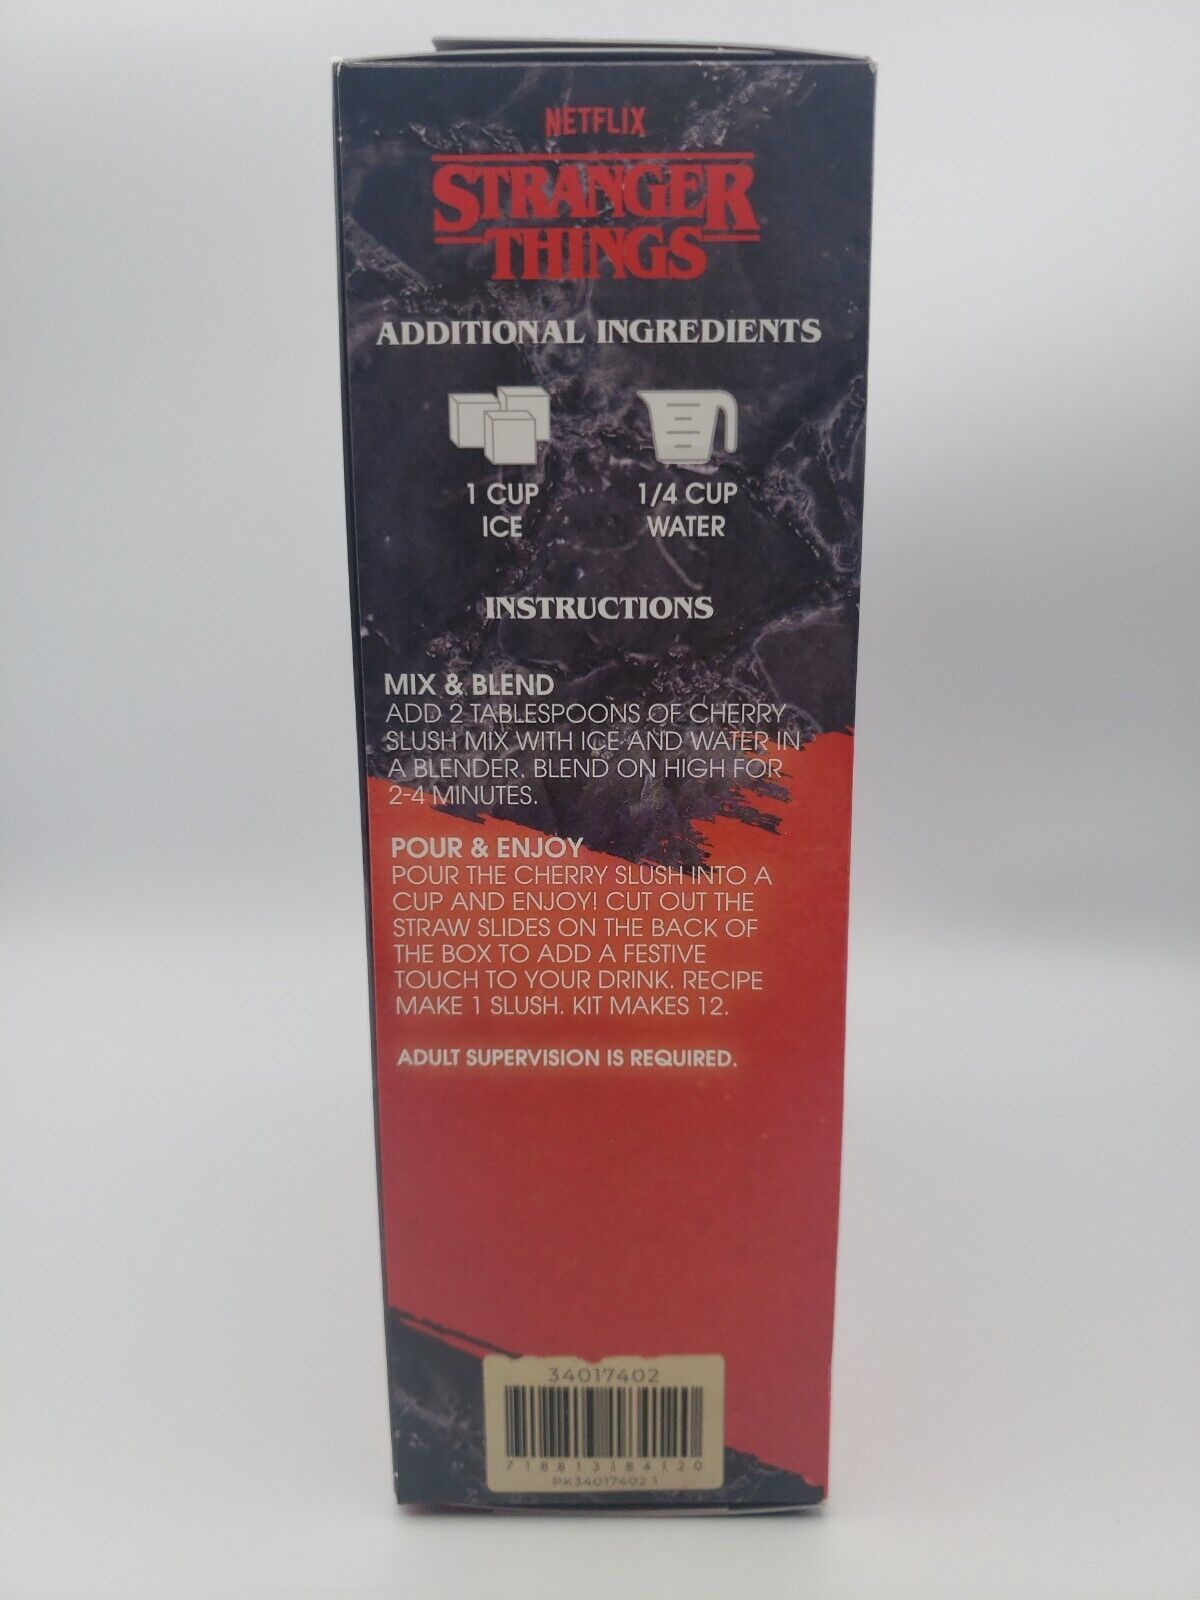 NETFLIX
STRANGER
THINGS
ADDITIONAL INGREDIENTS
1 CUP
ICE
1/4 CUP
WATER
INSTRUCTIONS
MIX & BLEND
ADD 2 TABLESPOONS OF CHERRY
SLUSH MIX WITH ICE AND WATER IN
A BLENDER. BLEND ON HIGH FOR
2-4 MINUTES.
POUR & ENJOY
POUR THE CHERRY SLUSH INTO A
CUP AND ENJOY! CUT OUT THE
STRAW SLIDES ON THE BACK OF
THE BOX TO ADD A FESTIVE
TOUCH TO YOUR DRINK. RECIPE
MAKE 1 SLUSH. KIT MAKES 12.
ADULT SUPERVISION IS REQUIRED.
34017402
718813184120
PK34017402.1